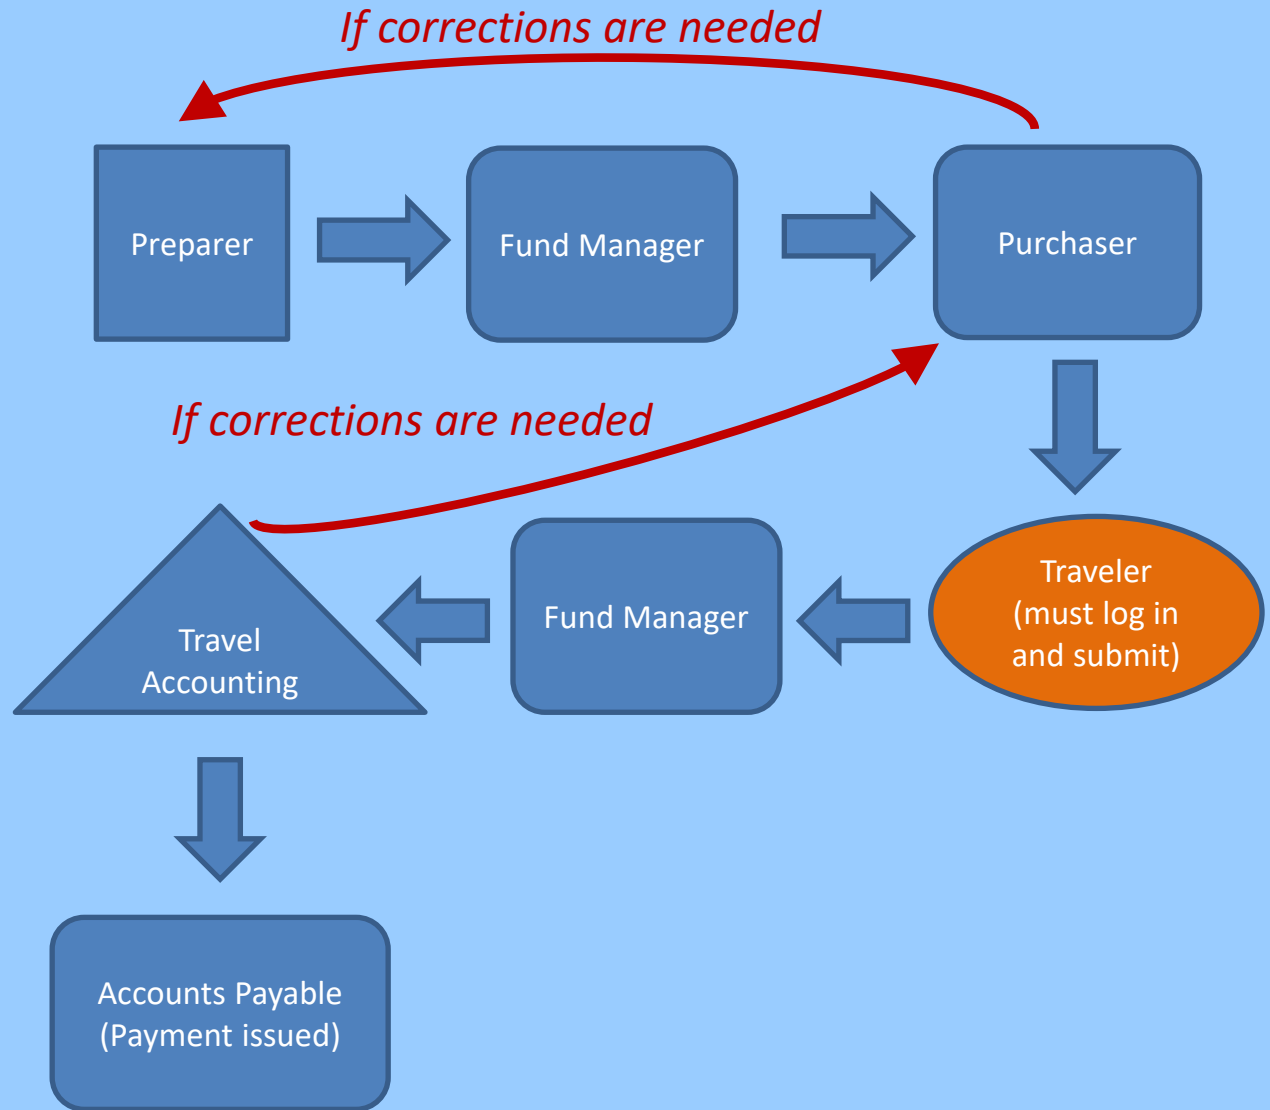 If corrections are needed
Preparer
Fund Manager
Purchaser
If corrections are needed
Traveler
(must log in
and submit)
Fund Manager
Travel
Accounting
Accounts Payable
(Payment issued)